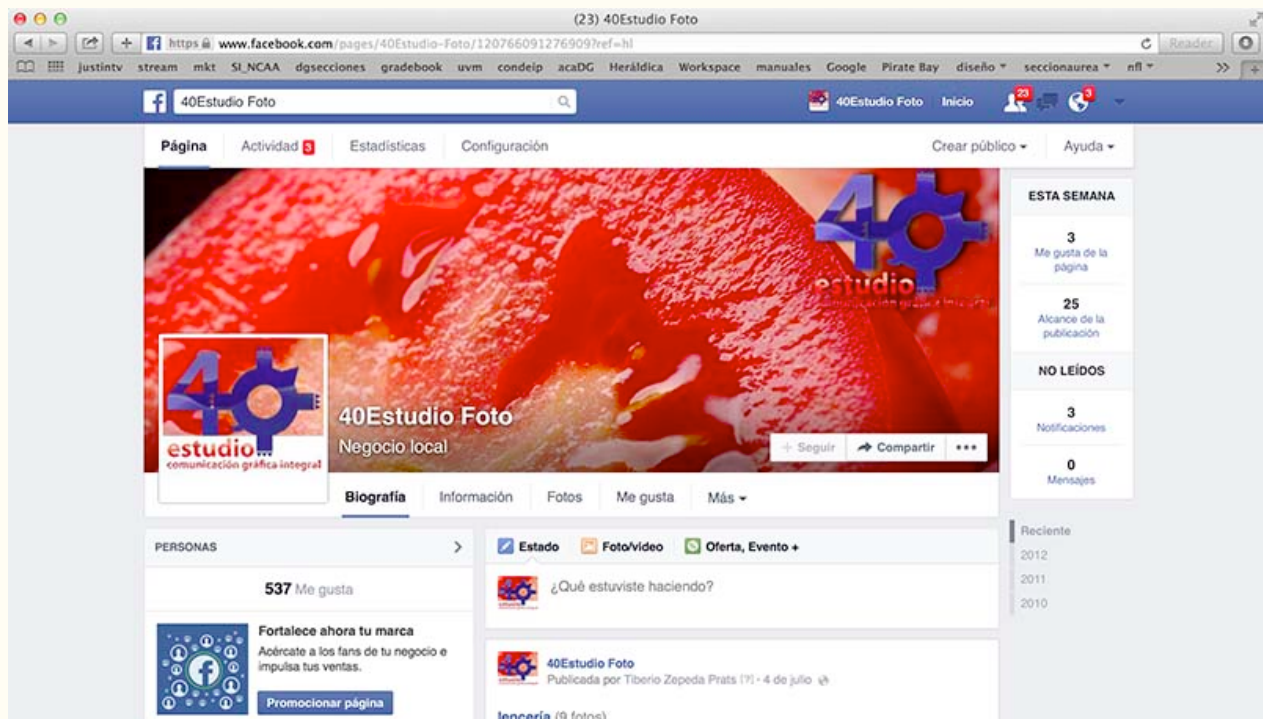 (23) 40Estudio Foto
https www.facebook.com/pages/40Estudio-Foto/120766091276909?ref=hl
Reader
justintv stream mkt SI_NCAA dgsecciones gradebook uvm condeip acaDG Heráldica Workspace manuales Google Pirate Bay diseño seccionaurea nfl
40Estudio Foto
40Estudio Foto Inicio 23 3
Página Actividad 3 Estadísticas Configuración Crear público Ayuda
40
estudio...
comunicación gráfica integral
40
estudio...
comunicación gráfica integral
40Estudio Foto
Negocio local
+ Seguir Compartir
Biografía Información Fotos Me gusta Más
ESTA SEMANA
3
Me gusta de la
página
25
Alcance de la
publicación
NO LEÍDOS
3
Notificaciones
0
Mensajes
Reciente
2012
2011
2010
PERSONAS
537 Me gusta
Fortalece ahora tu marca
Acércate a los fans de tu negocio e
impulsa tus ventas.
Promocionar página
Estado Foto/video Oferta, Evento +
¿Qué estuviste haciendo?
40Estudio Foto
Publicada por Tiberio Zepeda Prats [?] · 4 de julio
lencería (9 fotos)